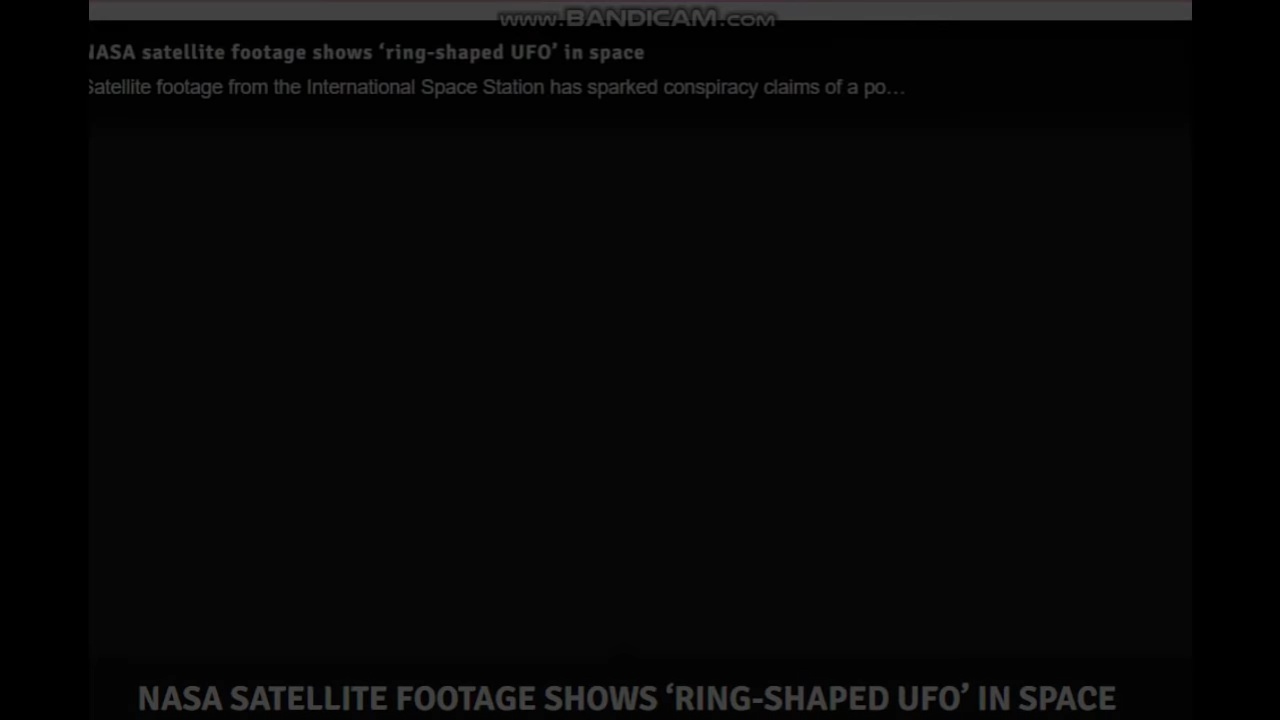 www.BANDICAM.com
NASA satellite footage shows ‘ring-shaped UFO’ in space
Satellite footage from the International Space Station has sparked conspiracy claims of a po…
NASA SATELLITE FOOTAGE SHOWS ‘RING-SHAPED UFO’ IN SPACE